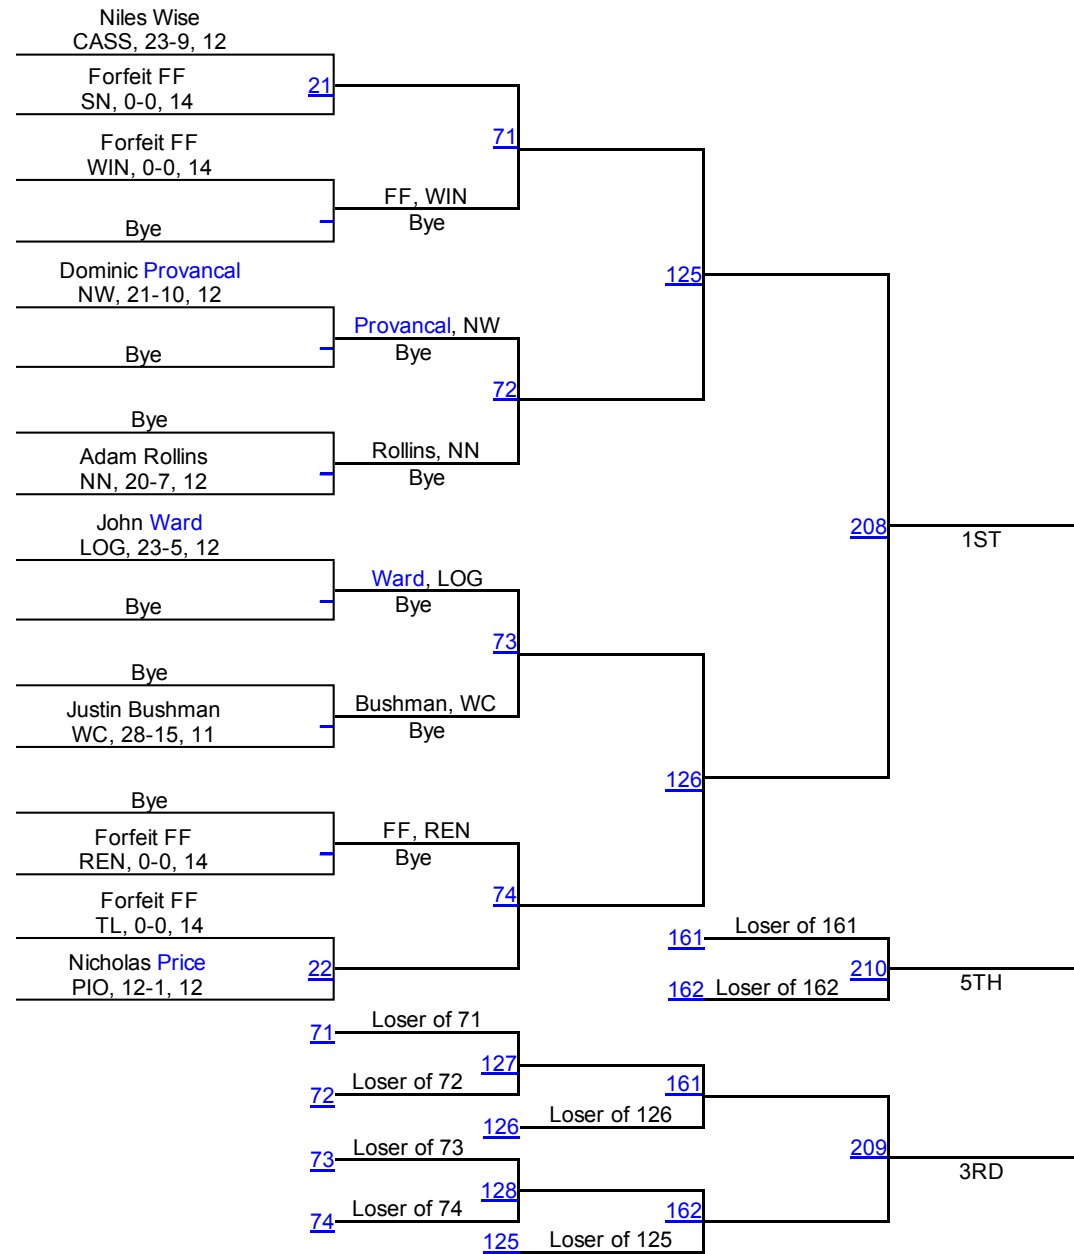 Niles Wise
CASS, 23-9, 12
Forfeit FF
SN, 0-0, 14
21
71
Forfeit FF
WIN, 0-0, 14
FF, WIN
Bye
Bye
125
Dominic Provancal
NW, 21-10, 12
Provancal, NW
Bye
Bye
72
Bye
Adam Rollins
NN, 20-7, 12
Rollins, NN
Bye
John Ward
LOG, 23-5, 12
208
1ST
Ward, LOG
Bye
Bye
73
Bye
Justin Bushman
WC, 28-15, 11
Bushman, WC
Bye
126
Bye
Forfeit FF
REN, 0-0, 14
FF, REN
Bye
74
Forfeit FF
TL, 0-0, 14
Nicholas Price
PIO, 12-1, 12
22
161 Loser of 161
162 Loser of 162
210
5TH
71 Loser of 71
72 Loser of 72
127
161
126 Loser of 126
73 Loser of 73
74 Loser of 74
128
162
125 Loser of 125
209
3RD